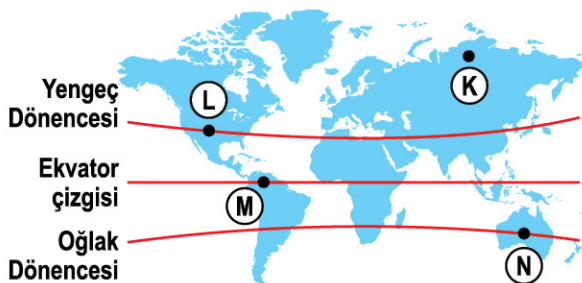 K
L
Yengeç
Dönencesi
Ekvator
çizgisi
M
Oğlak
Dönencesi
N